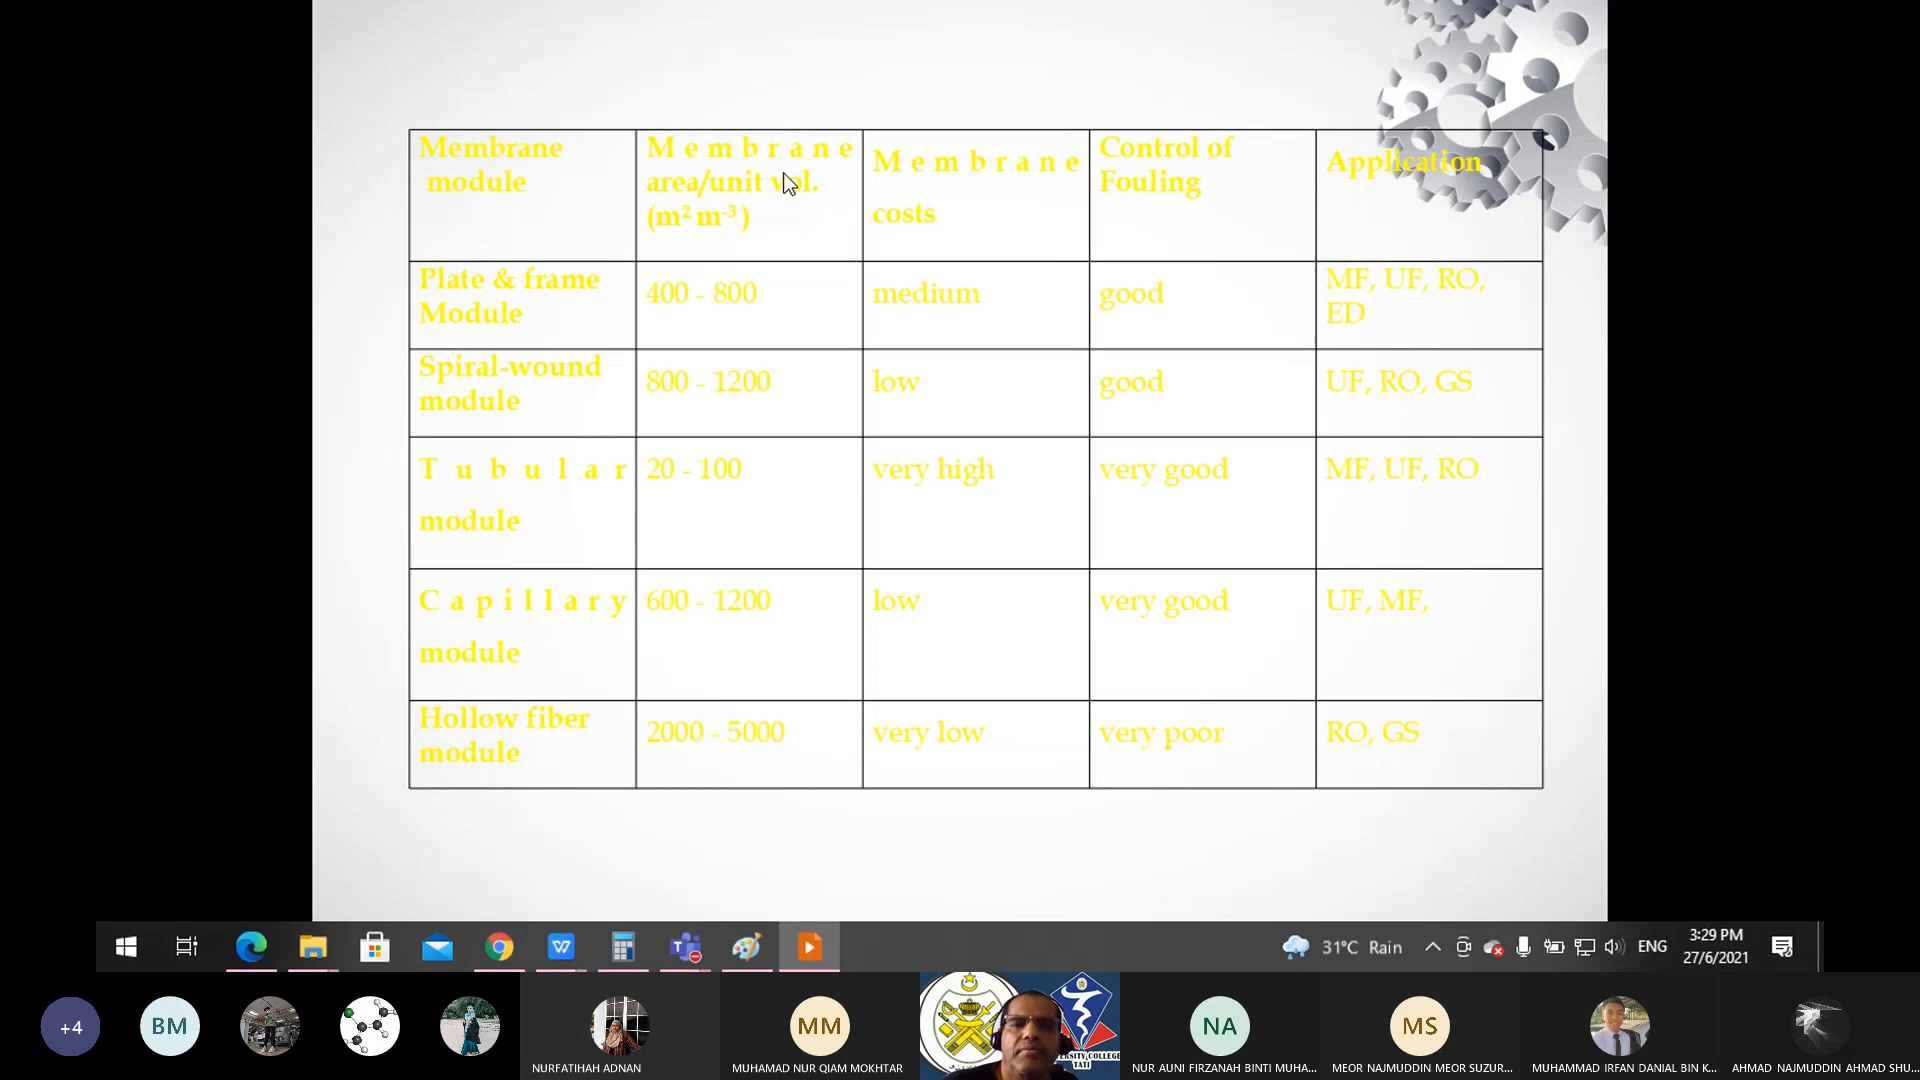 Membrane
module
Membrane
area/unit vol.
(m² m⁻³ )
Membrane
costs
Control of
Fouling
Application
Plate & frame
Module
400 - 800
medium
good
MF, UF, RO,
ED
Spiral-wound
module
800 - 1200
low
good
UF, RO, GS
Tubular
module
20 - 100
very high
very good
MF, UF, RO
Capillary
module
600 - 1200
low
very good
UF, MF,
Hollow fiber
module
2000 - 5000
very low
very poor
RO, GS
31°C Rain
ENG
3:29 PM
27/6/2021
+4
BM
NURFATIHAH ADNAN
MM
MUHAMAD NUR QIAM MOKHTAR
TATI
NA
NUR AUNI FIRZANAH BINTI MUHA...
MS
MEOR NAJMUDDIN MEOR SUZUR...
MUHAMMAD IRFAN DANIAL BIN K...
AHMAD NAJMUDDIN AHMAD SHU...